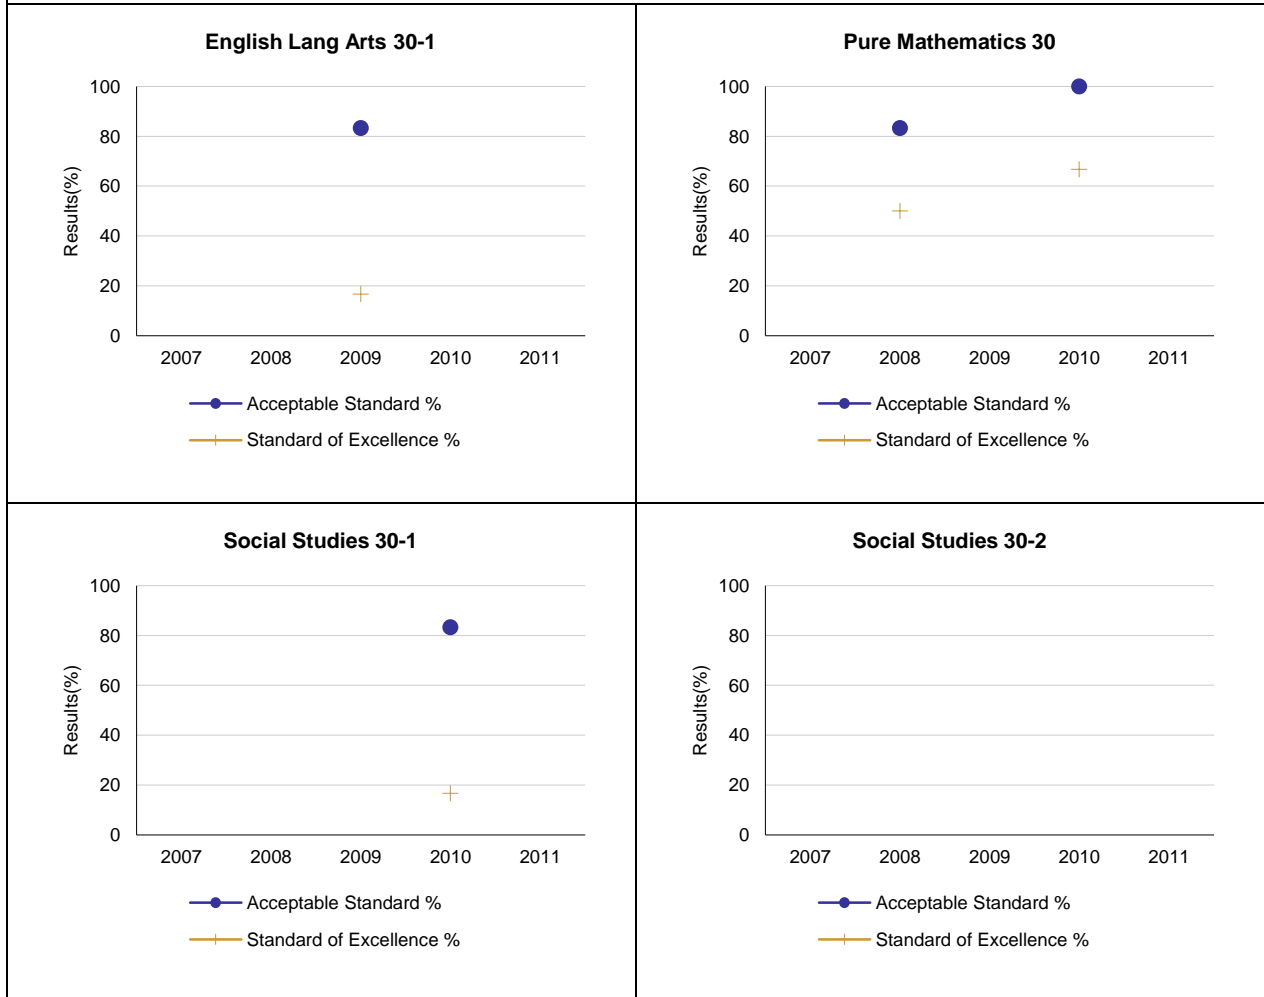 English Lang Arts 30-1
100
80
60
40
20
0
Results(%)
2007 2008 2009 2010 2011
Acceptable Standard %
Standard of Excellence %
Pure Mathematics 30
100
80
60
40
20
0
Results(%)
2007 2008 2009 2010 2011
Acceptable Standard %
Standard of Excellence %
Social Studies 30-1
100
80
60
40
20
0
Results(%)
2007 2008 2009 2010 2011
Acceptable Standard %
Standard of Excellence %
Social Studies 30-2
100
80
60
40
20
0
Results(%)
2007 2008 2009 2010 2011
Acceptable Standard %
Standard of Excellence %